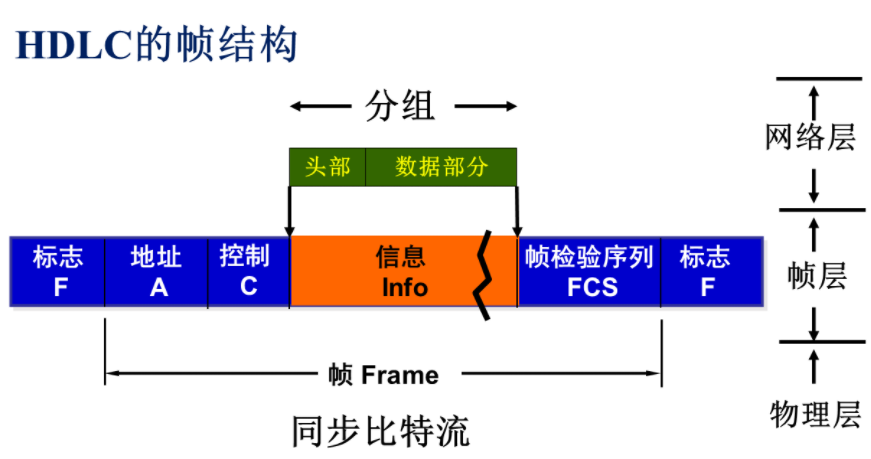 HDLC的帧结构
分组
网络层
头部 数据部分
标志 地址 控制 信息 帧检验序列 标志
F A C Info FCS F
帧层
帧 Frame
物理层
同步比特流